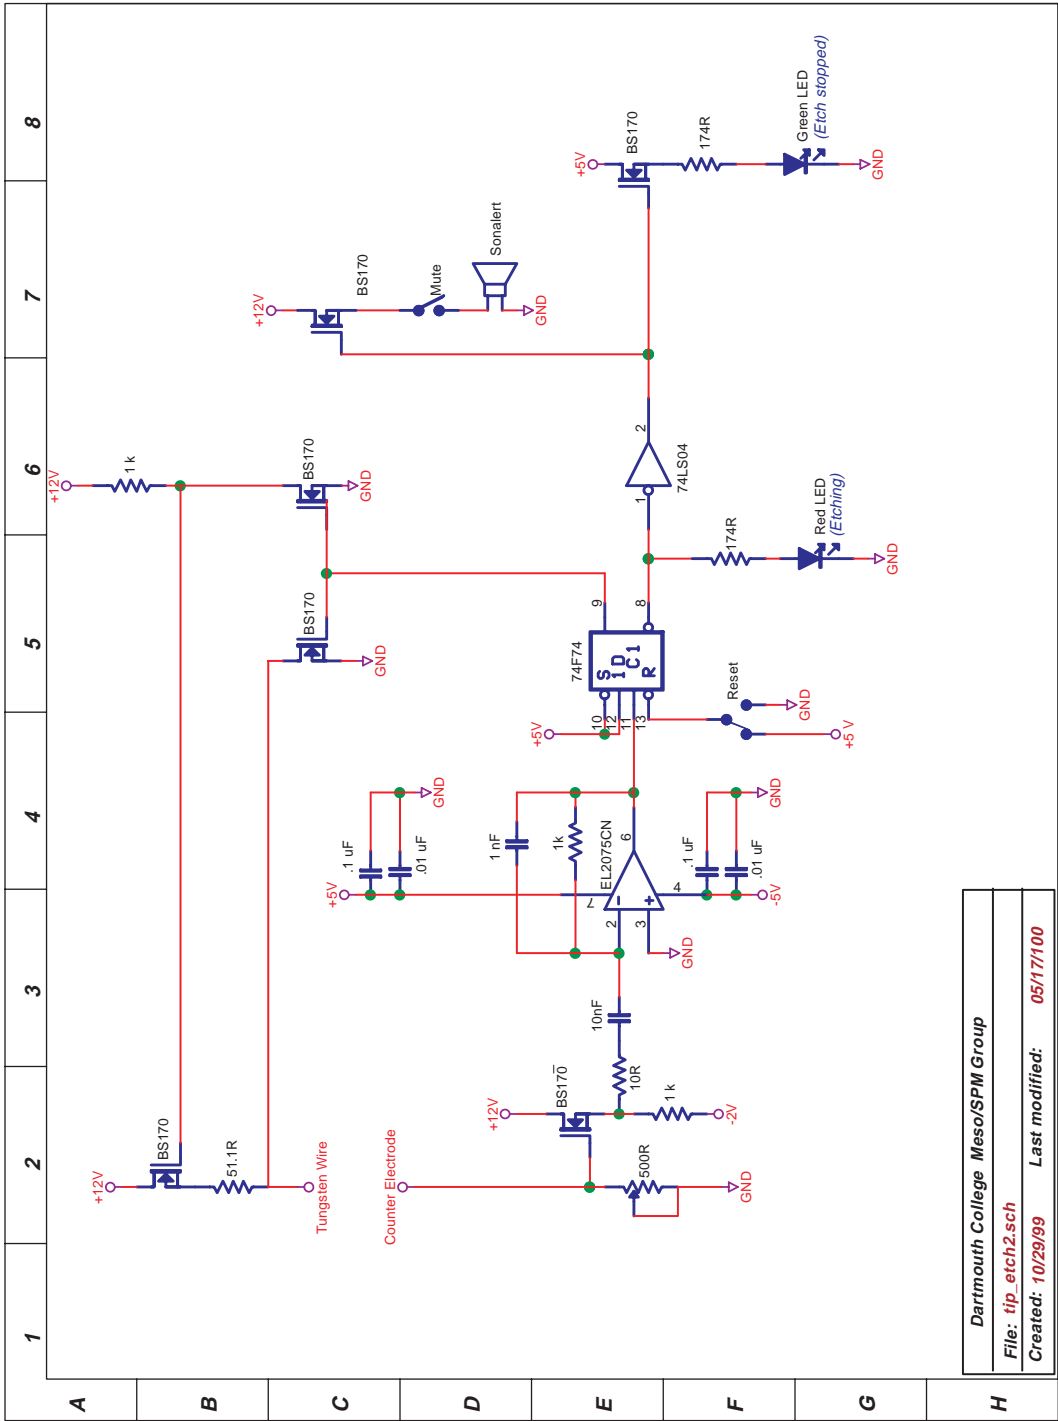 8
7
6
5
4
3
2
1
A
B
C
D
E
F
G
H
+12V
BS170
51.1R
Tungsten Wire
Counter Electrode
+12V
1 k
BS170
GND
BS170
GND
+12V
BS170
Mute
Sonalert
GND
+5V
BS170
174R
Green LED
(Etch stopped)
GND
+12V
BS170
500R
GND
1 k
-2V
10R
10nF
+5V
.1 uF
.01 uF
GND
1 nF
1k
EL2075CN
2
3
7
4
6
GND
.1 uF
.01 uF
GND
-5V
+5V
74F74
S
1D
C1
R
10
12
11
13
9
8
Reset
GND
+5 V
174R
Red LED
(Etching)
GND
1
2
74LS04
Dartmouth College Meso/SPM Group
File: tip_etch2.sch
Created: 10/29/99 Last modified: 05/17/100